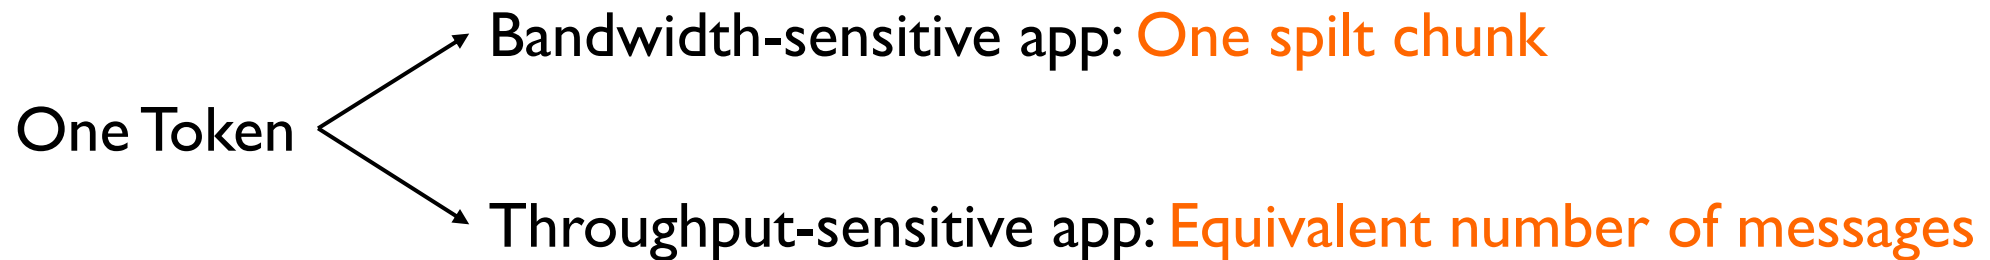 Bandwidth-sensitive app: One spilt chunk
One Token
Throughput-sensitive app: Equivalent number of messages